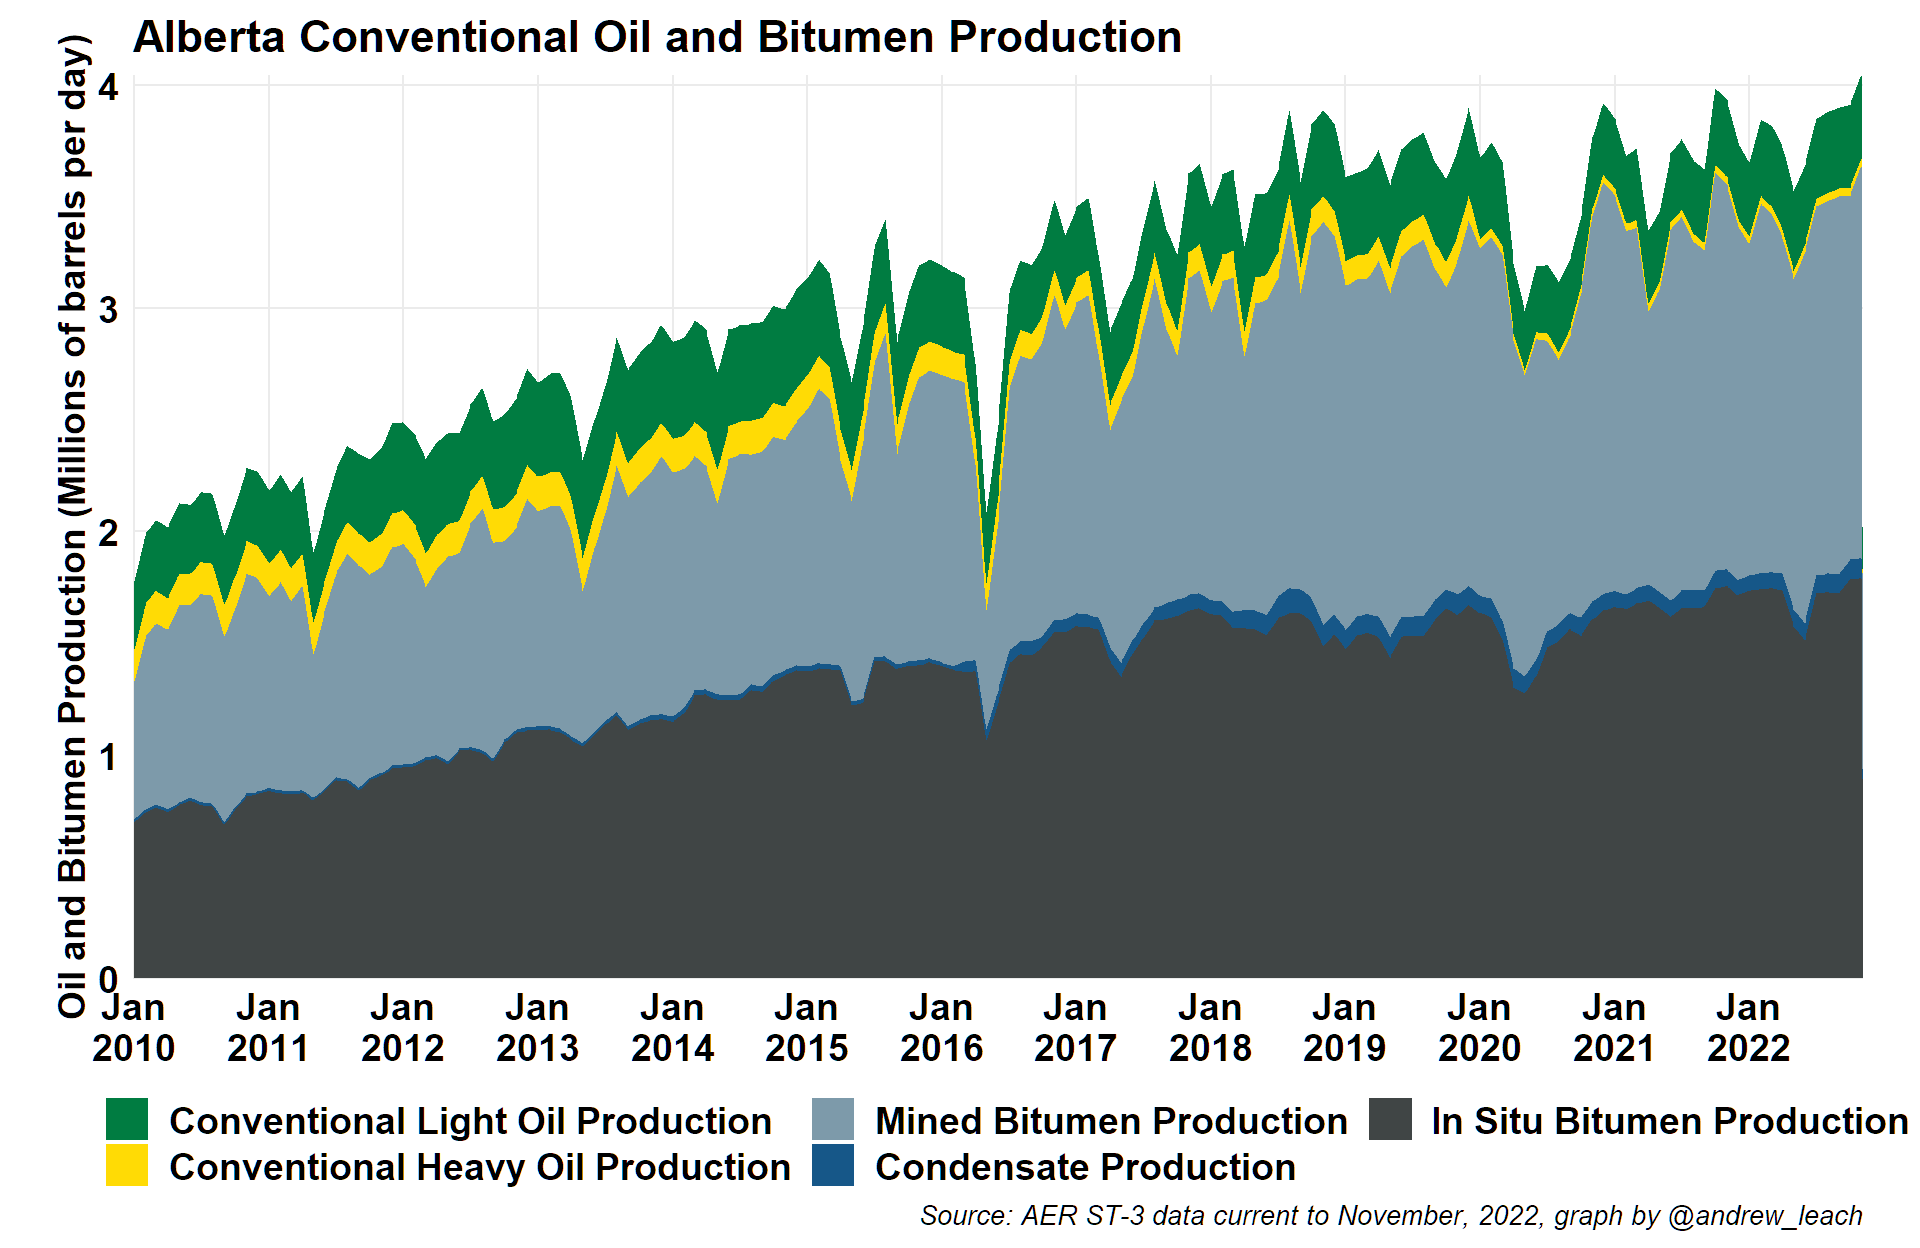 Alberta Conventional Oil and Bitumen Production
Oil and Bitumen Production (Millions of barrels per day)
4
3
2
1
0
Jan 2010
Jan 2011
Jan 2012
Jan 2013
Jan 2014
Jan 2015
Jan 2016
Jan 2017
Jan 2018
Jan 2019
Jan 2020
Jan 2021
Jan 2022
Conventional Light Oil Production
Conventional Heavy Oil Production
Mined Bitumen Production
Condensate Production
In Situ Bitumen Production
Source: AER ST-3 data current to November, 2022, graph by @andrew_leach